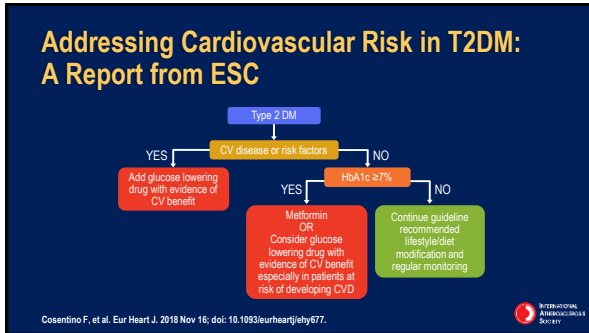 Addressing Cardiovascular Risk in T2DM:
A Report from ESC
Type 2 DM
YES
CV disease or risk factors
NO
Add glucose lowering
drug with evidence of
CV benefit
YES
HbA1c ≥7%
NO
Metformin
OR
Consider glucose
lowering drug with
evidence of CV benefit
especially in patients at
risk of developing CVD
Continue guideline
recommended
lifestyle/diet
modification and
regular monitoring
Cosentino F, et al. Eur Heart J. 2018 Nov 16; doi: 10.1093/eurheartj/ehy677.
INTERNATIONAL
ATHEROSCLEROSIS
SOCIETY